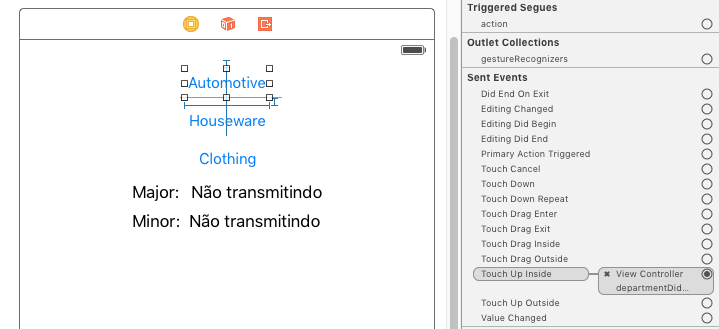 Automotive
Houseware
Clothing
Major: Não transmitindo
Minor: Não transmitindo
Triggered Segues
action
Outlet Collections
gestureRecognizers
Sent Events
Did End On Exit
Editing Changed
Editing Did Begin
Editing Did End
Primary Action Triggered
Touch Cancel
Touch Down
Touch Down Repeat
Touch Drag Enter
Touch Drag Exit
Touch Drag Inside
Touch Drag Outside
Touch Up Inside
View Controller
departmentDid...
Touch Up Outside
Value Changed